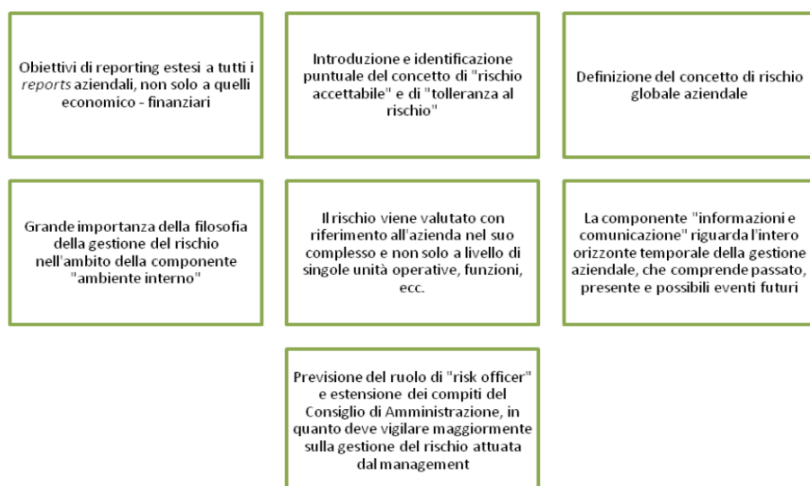 Obiettivi di reporting estesi a tutti i
reports aziendali, non solo a quelli
economico - finanziari
Introduzione e identificazione
puntuale del concetto di "rischio
accettabile" e di "tolleranza al
rischio"
Definizione del concetto di rischio
globale aziendale
Grande importanza della filosofia
della gestione del rischio
nell'ambito della componente
"ambiente interno"
Il rischio viene valutato con
riferimento all'azienda nel suo
complesso e non solo a livello di
singole unità operative, funzioni,
ecc.
La componente "informazioni e
comunicazione" riguarda l'intero
orizzonte temporale della gestione
aziendale, che comprende passato,
presente e possibili eventi futuri
Previsione del ruolo di "risk officer"
e estensione dei compiti del
Consiglio di Amministrazione, in
quanto deve vigilare maggiormente
sulla gestione del rischio attuata
dal management